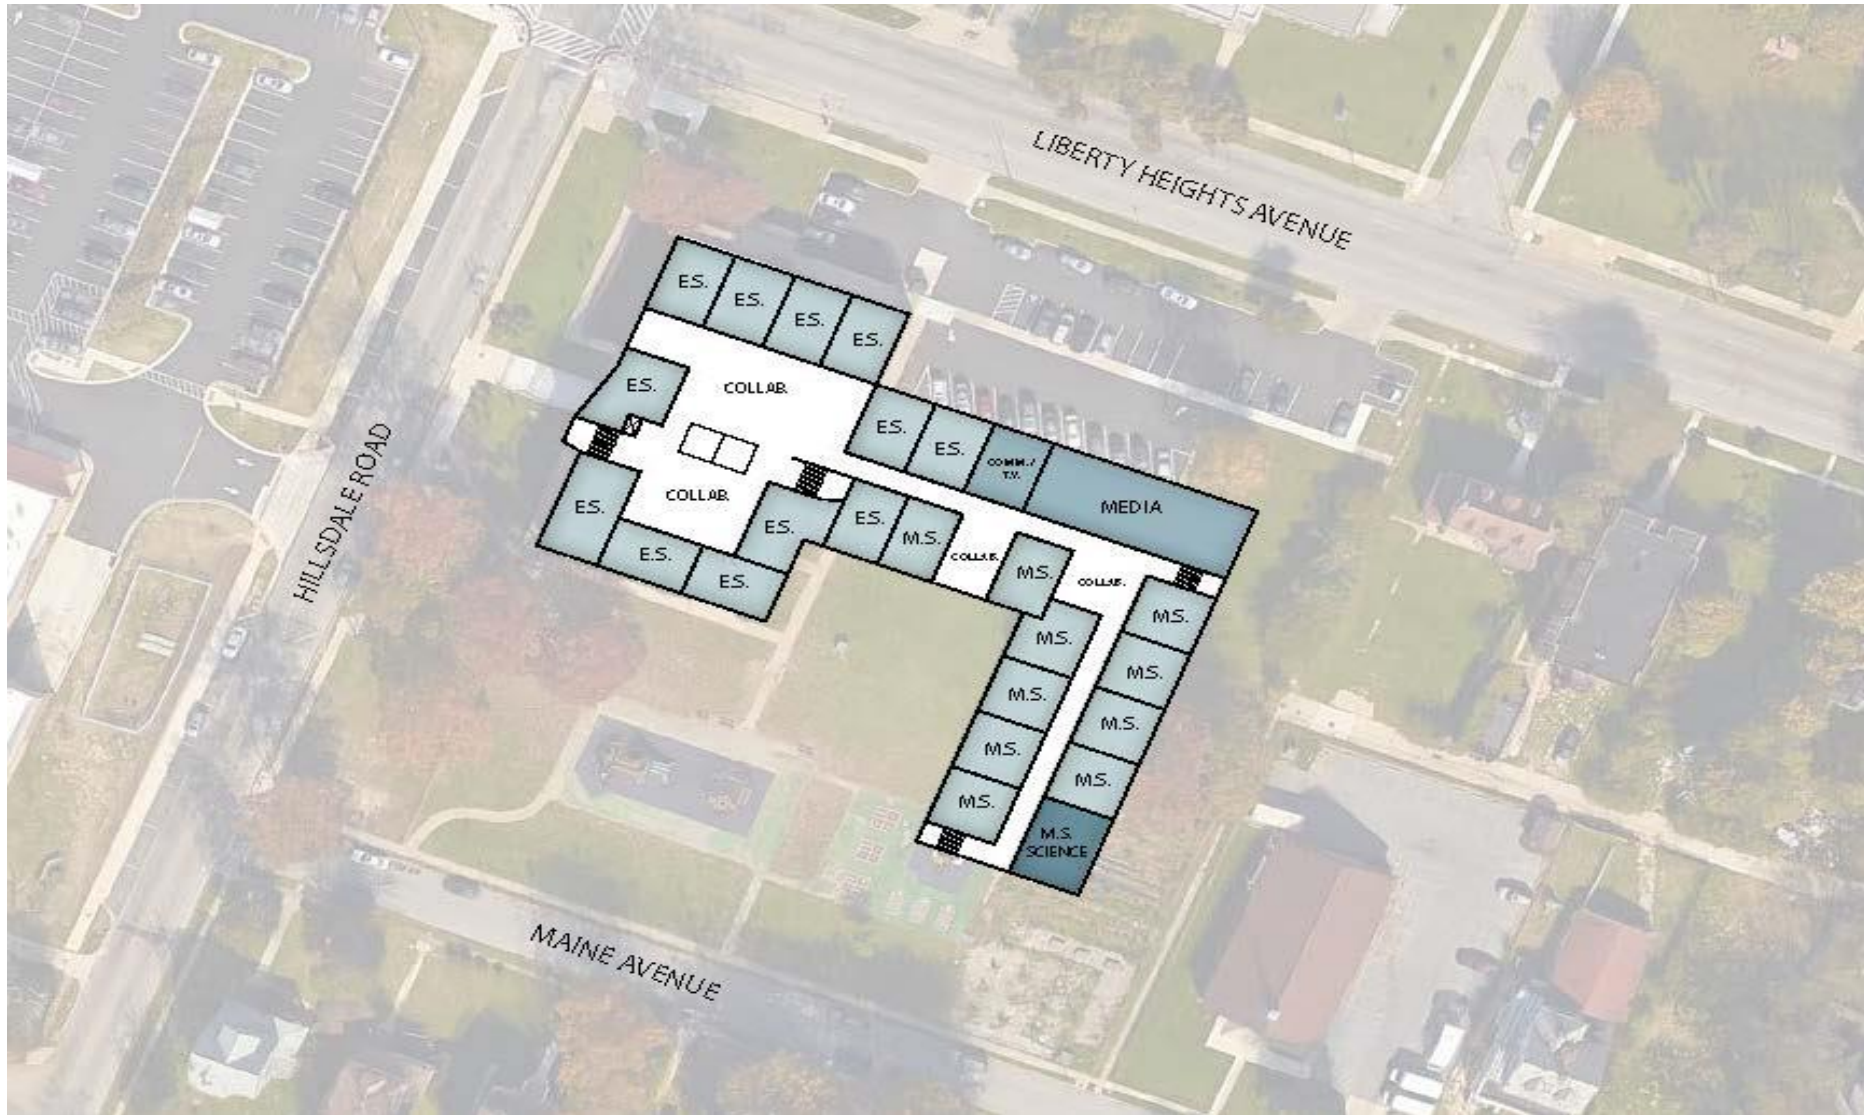 LIBERTY HEIGHTS AVENUE
E.S.
E.S.
E.S.
E.S.
E.S.
COLLAB.
HILLSDALE ROAD
E.S.
E.S.
COMM./
T.V.
MEDIA
COLLAB.
E.S.
E.S.
E.S.
M.S.
E.S.
E.S.
COLLAB.
M.S.
COLLAB.
M.S.
M.S.
M.S.
M.S.
M.S.
M.S.
M.S.
M.S.
M.S.
SCIENCE
MAINE AVENUE